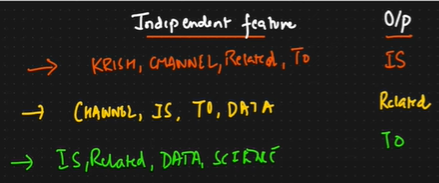 Independent feature O/p
→ KRISH, CHANNEL, Related, To IS
→ CHANNEL, IS, TO, DATA Related
→ IS, Related, DATA, SCIENCE TO